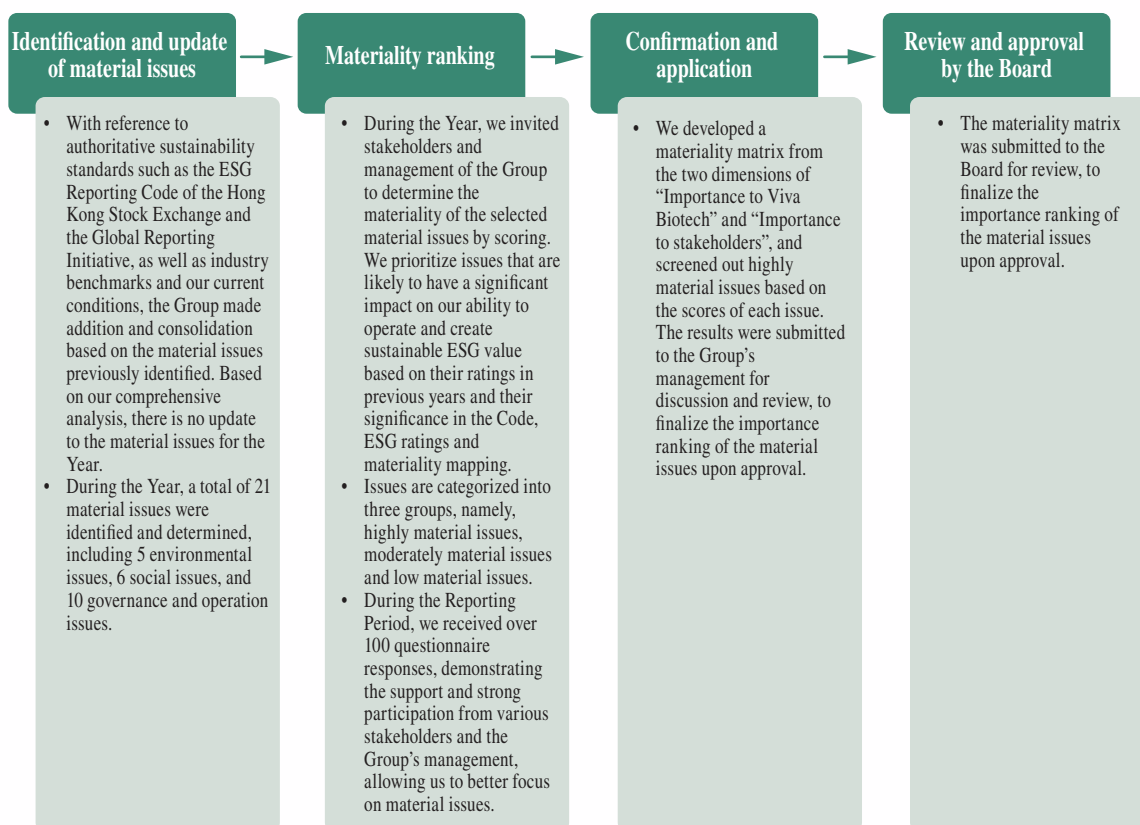 Identification and update
of material issues
• With reference to
authoritative sustainability
standards such as the ESG
Reporting Code of the Hong
Kong Stock Exchange and
the Global Reporting
Initiative, as well as industry
benchmarks and our current
conditions, the Group made
addition and consolidation
based on the material issues
previously identified. Based
on our comprehensive
analysis, there is no update
to the material issues for the
Year.
• During the Year, a total of 21
material issues were
identified and determined,
including 5 environmental
issues, 6 social issues, and
10 governance and operation
issues.
Materiality ranking
• During the Year, we invited
stakeholders and
management of the Group
to determine the
materiality of the selected
material issues by scoring.
We prioritize issues that are
likely to have a significant
impact on our ability to
operate and create
sustainable ESG value
based on their ratings in
previous years and their
significance in the Code,
ESG ratings and
materiality mapping.
• Issues are categorized into
three groups, namely,
highly material issues,
moderately material issues
and low material issues.
• During the Reporting
Period, we received over
100 questionnaire
responses, demonstrating
the support and strong
participation from various
stakeholders and the
Group’s management,
allowing us to better focus
on material issues.
Confirmation and
application
• We developed a
materiality matrix from
the two dimensions of
“Importance to Viva
Biotech” and “Importance
to stakeholders”, and
screened out highly
material issues based on
the scores of each issue.
The results were submitted
to the Group’s
management for
discussion and review, to
finalize the importance
ranking of the material
issues upon approval.
Review and approval
by the Board
• The materiality matrix
was submitted to the
Board for review, to
finalize the
importance ranking of
the material issues
upon approval.